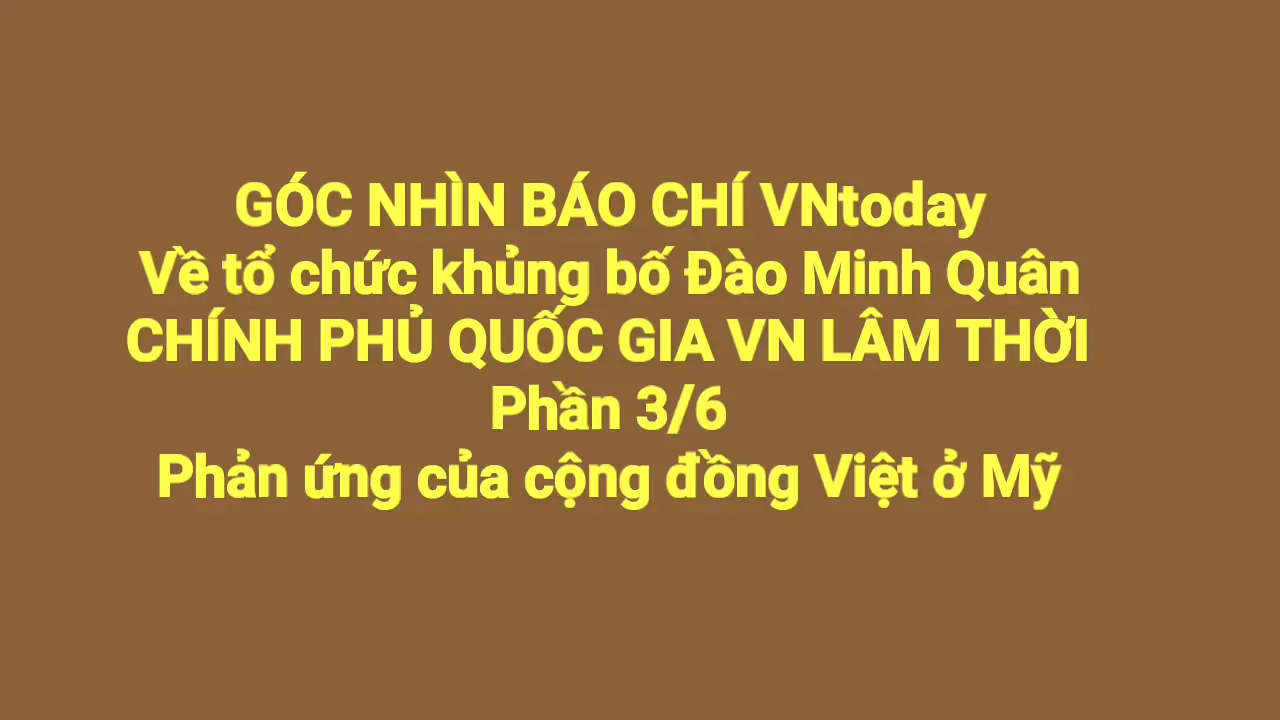 GÓC NHÌN BÁO CHÍ VNtoday
Về tổ chức khủng bố Đào Minh Quân
CHÍNH PHỦ QUỐC GIA VN LÂM THỜI
Phần 3/6
Phản ứng của cộng đồng Việt ở Mỹ